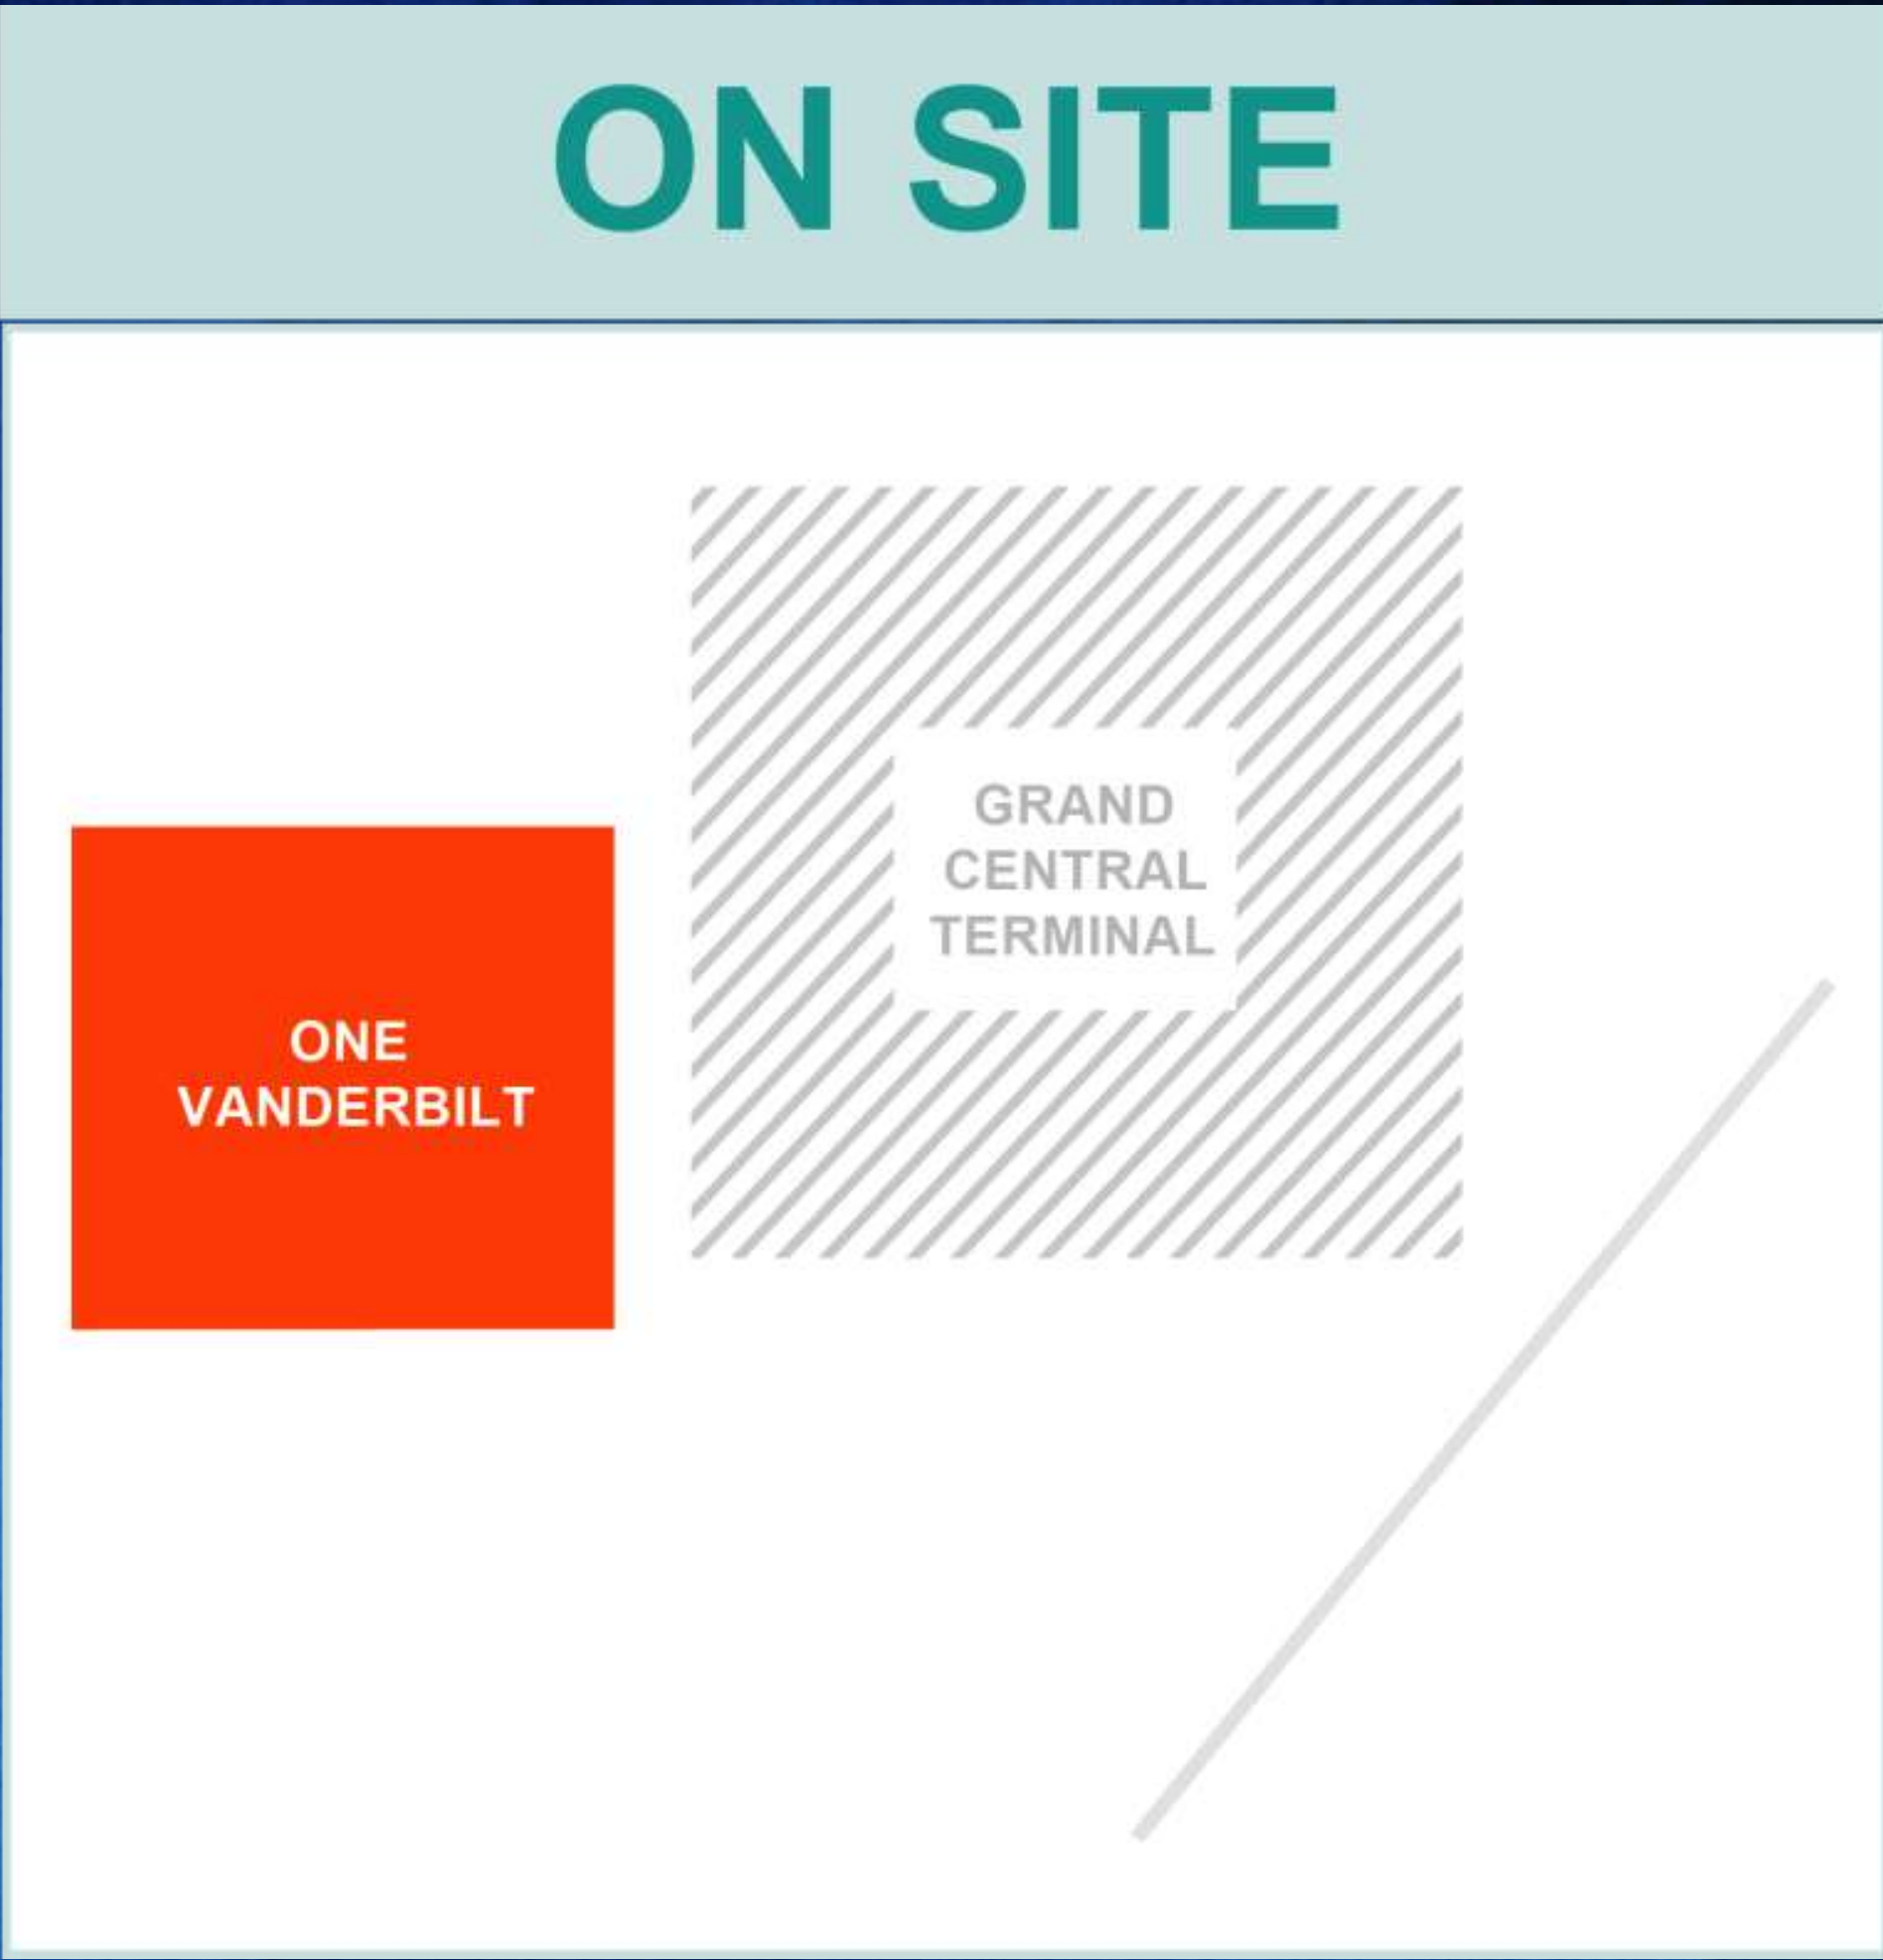 ON SITE
GRAND
CENTRAL
TERMINAL
ONE
VANDERBILT